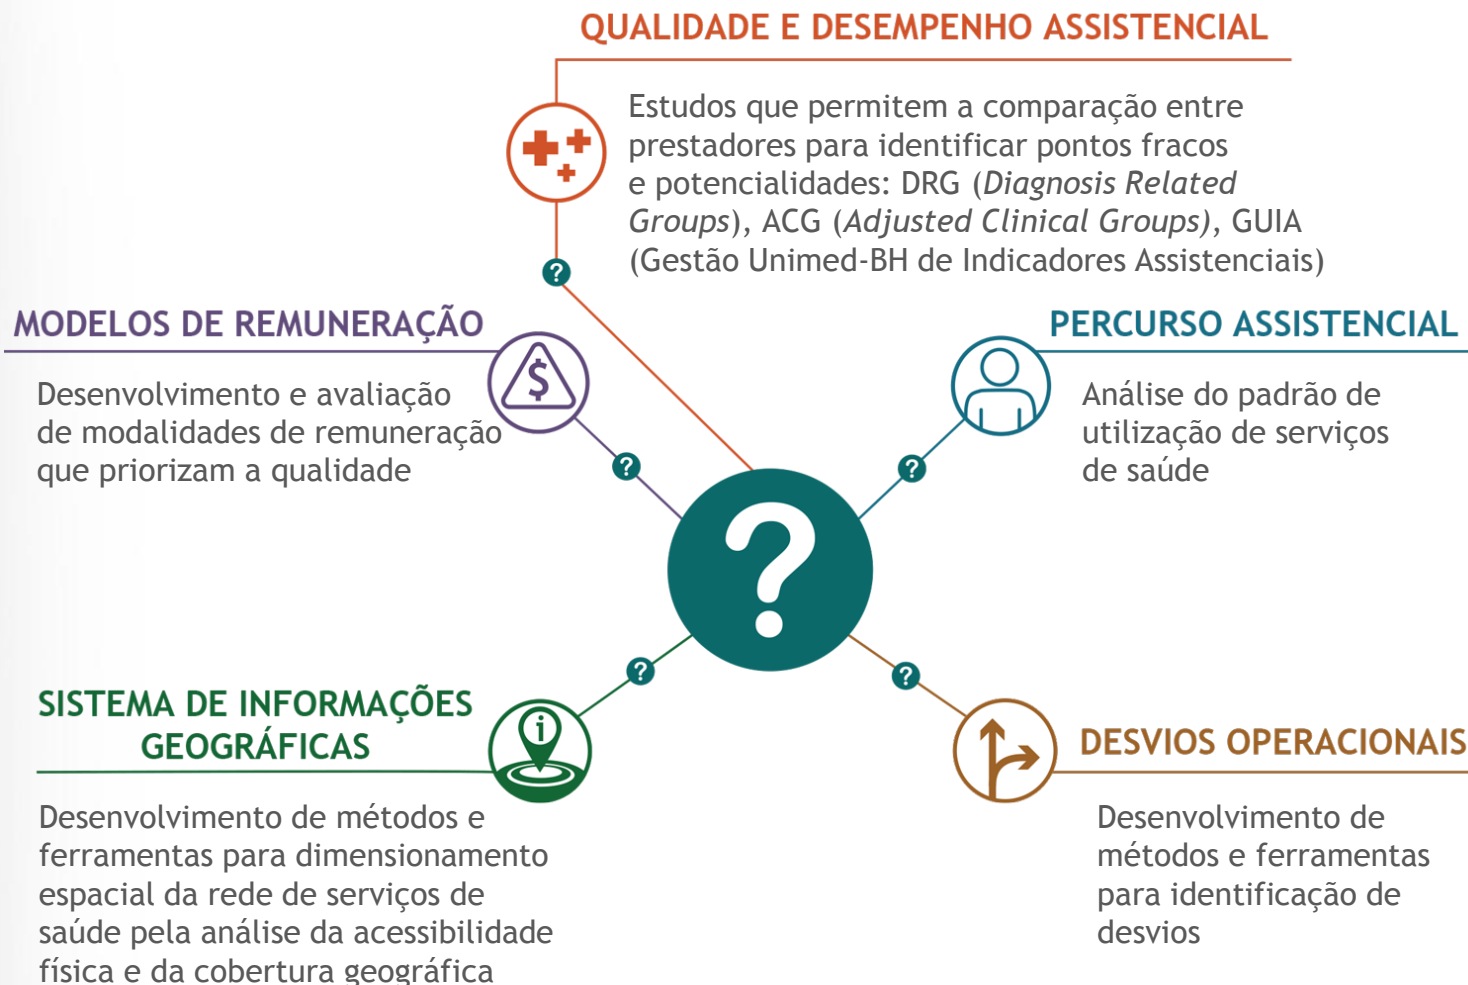 QUALIDADE E DESEMPENHO ASSISTENCIAL
Estudos que permitem a comparação entre
prestadores para identificar pontos fracos
e potencialidades: DRG (Diagnosis Related
Groups), ACG (Adjusted Clinical Groups), GUIA
(Gestão Unimed-BH de Indicadores Assistenciais)
?
MODELOS DE REMUNERAÇÃO
$
Desenvolvimento e avaliação
de modalidades de remuneração
que priorizam a qualidade
?
PERCURSO ASSISTENCIAL
Análise do padrão de
utilização de serviços
de saúde
?
?
SISTEMA DE INFORMAÇÕES
GEOGRÁFICAS
i
?
Desenvolvimento de métodos e
ferramentas para dimensionamento
espacial da rede de serviços de
saúde pela análise da acessibilidade
física e da cobertura geográfica
?
DESVIOS OPERACIONAIS
Desenvolvimento de
métodos e ferramentas
para identificação de
desvios